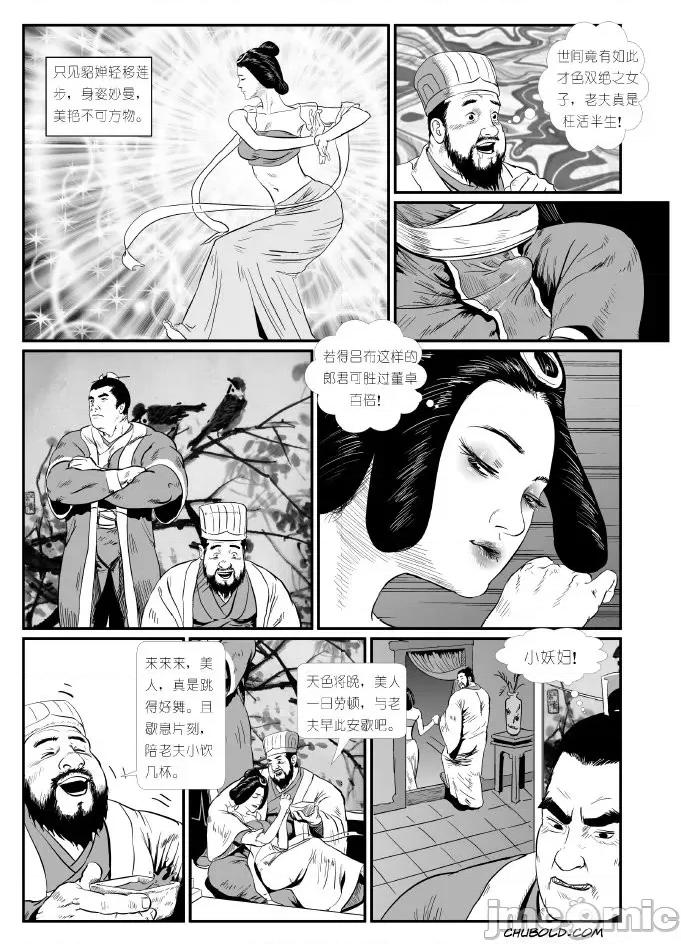 只见貂婵轻移莲
步，身姿妙曼，
美艳不可方物。
世间竟有如此
才色双绝之女
子，老夫真是
枉活半生！
若得吕布这样的
郎君可胜过董卓
百倍！
来来来，美
人，真是跳
得好舞。且
歇息片刻，
陪老夫小饮
几杯。
天色将晚，美人
一日劳顿，与老
夫早此安歇吧。
小妖妇！
jmcomic
CHUBOLD.COM